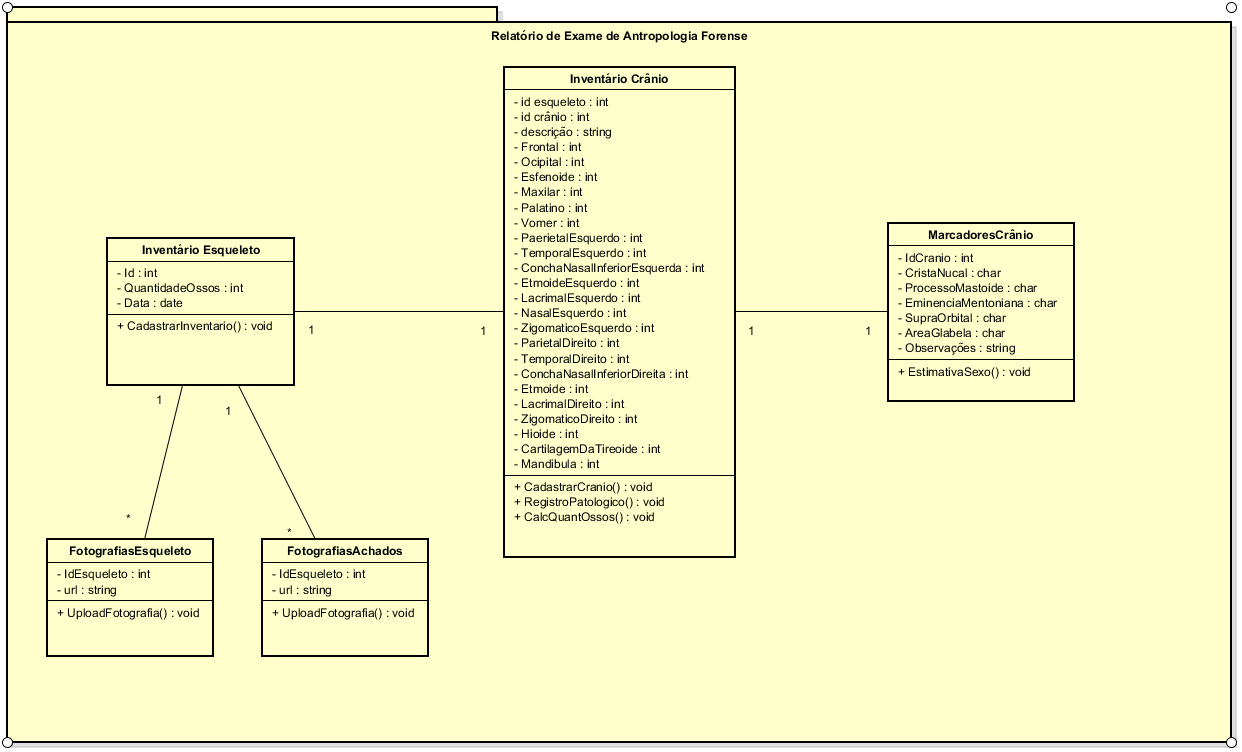 Relatório de Exame de Antropologia Forense
Inventário Crânio
- id esqueleto : int
- id crânio : int
- descrição : string
- Frontal : int
- Ocipital : int
- Esfenoide : int
- Maxilar : int
- Palatino : int
- Vomer : int
- PaerietalEsquerdo : int
- TemporalEsquerdo : int
- ConchaNasalInferiorEsquerda : int
- EtmoideEsquerdo : int
- LacrimalEsquerdo : int
- NasalEsquerdo : int
- ZigomaticoEsquerdo : int
- ParietalDireito : int
- TemporalDireito : int
- ConchaNasalInferiorDireita : int
- Etmoide : int
- LacrimalDireito : int
- ZigomaticoDireito : int
- Hioide : int
- CartilagemDaTireoide : int
- Mandibula : int
+ CadastrarCranio() : void
+ RegistroPatologico() : void
+ CalcQuantOssos() : void
Inventário Esqueleto
- Id : int
- QuantidadeOssos : int
- Data : date
+ CadastrarInventario() : void
1
1
1
1
MarcadoresCrânio
- IdCranio : int
- CristaNucal : char
- ProcessoMastoide : char
- EminenciaMentoniana : char
- SupraOrbital : char
- AreaGlabela : char
- Observações : string
+ EstimativaSexo() : void
1
1
*
*
FotografiasEsqueleto
- IdEsqueleto : int
- url : string
+ UploadFotografia() : void
FotografiasAchados
- IdEsqueleto : int
- url : string
+ UploadFotografia() : void